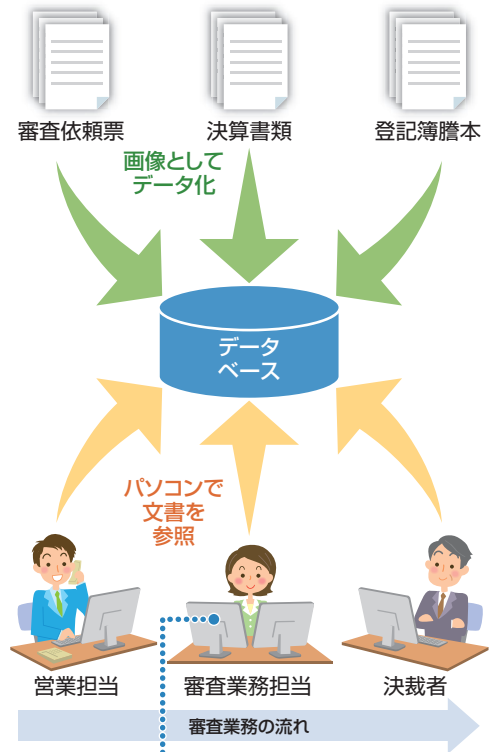 審査依頼票
決算書類
登記簿謄本
画像として
データ化
データ
ベース
パソコンで
文書を
参照
営業担当
審査業務担当
決裁者
審査業務の流れ